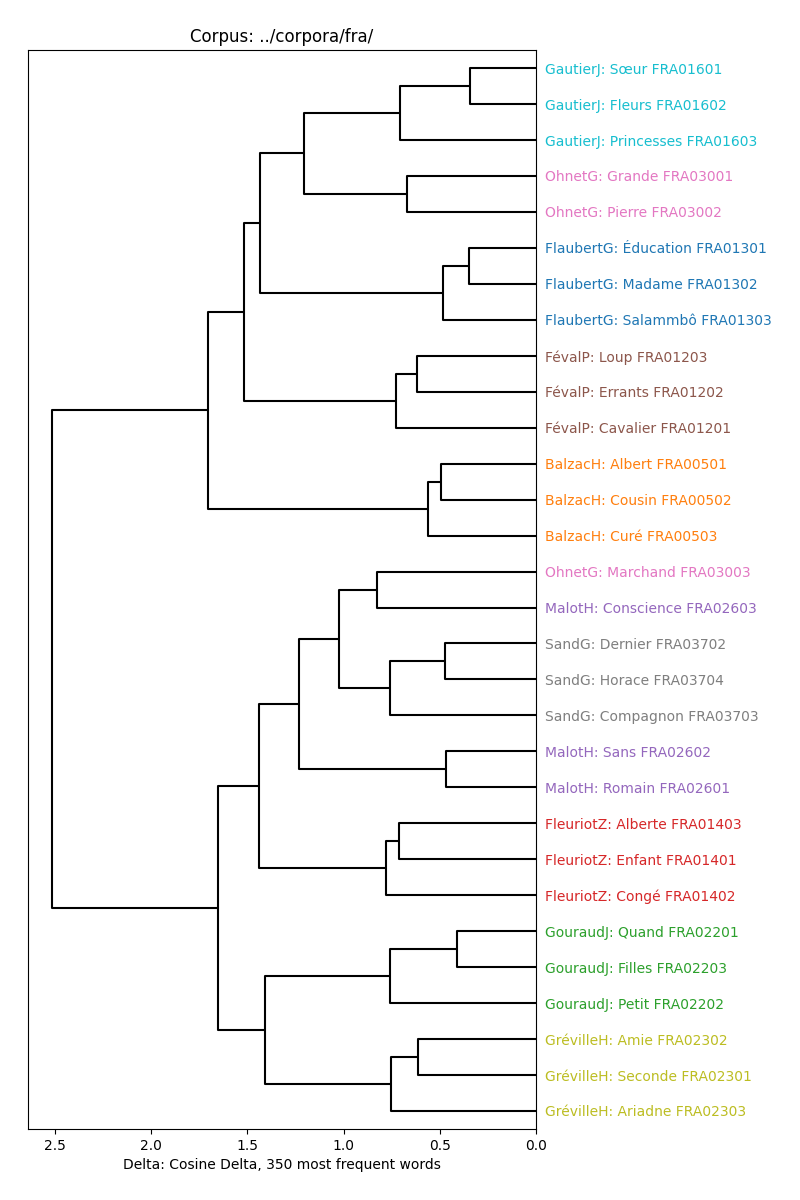 Corpus: ../corpora/fra/
GautierJ: Sœur FRA01601
GautierJ: Fleurs FRA01602
GautierJ: Princesses FRA01603
OhnetG: Grande FRA03001
OhnetG: Pierre FRA03002
FlaubertG: Éducation FRA01301
FlaubertG: Madame FRA01302
FlaubertG: Salammbô FRA01303
FévalP: Loup FRA01203
FévalP: Errants FRA01202
FévalP: Cavalier FRA01201
BalzacH: Albert FRA00501
BalzacH: Cousin FRA00502
BalzacH: Curé FRA00503
OhnetG: Marchand FRA03003
MalotH: Conscience FRA02603
SandG: Dernier FRA03702
SandG: Horace FRA03704
SandG: Compagnon FRA03703
MalotH: Sans FRA02602
MalotH: Romain FRA02601
FleuriotZ: Alberte FRA01403
FleuriotZ: Enfant FRA01401
FleuriotZ: Congé FRA01402
GouraudJ: Quand FRA02201
GouraudJ: Filles FRA02203
GouraudJ: Petit FRA02202
GrévilleH: Amie FRA02302
GrévilleH: Seconde FRA02301
GrévilleH: Ariadne FRA02303
2.5 2.0 1.5 1.0 0.5 0.0
Delta: Cosine Delta, 350 most frequent words